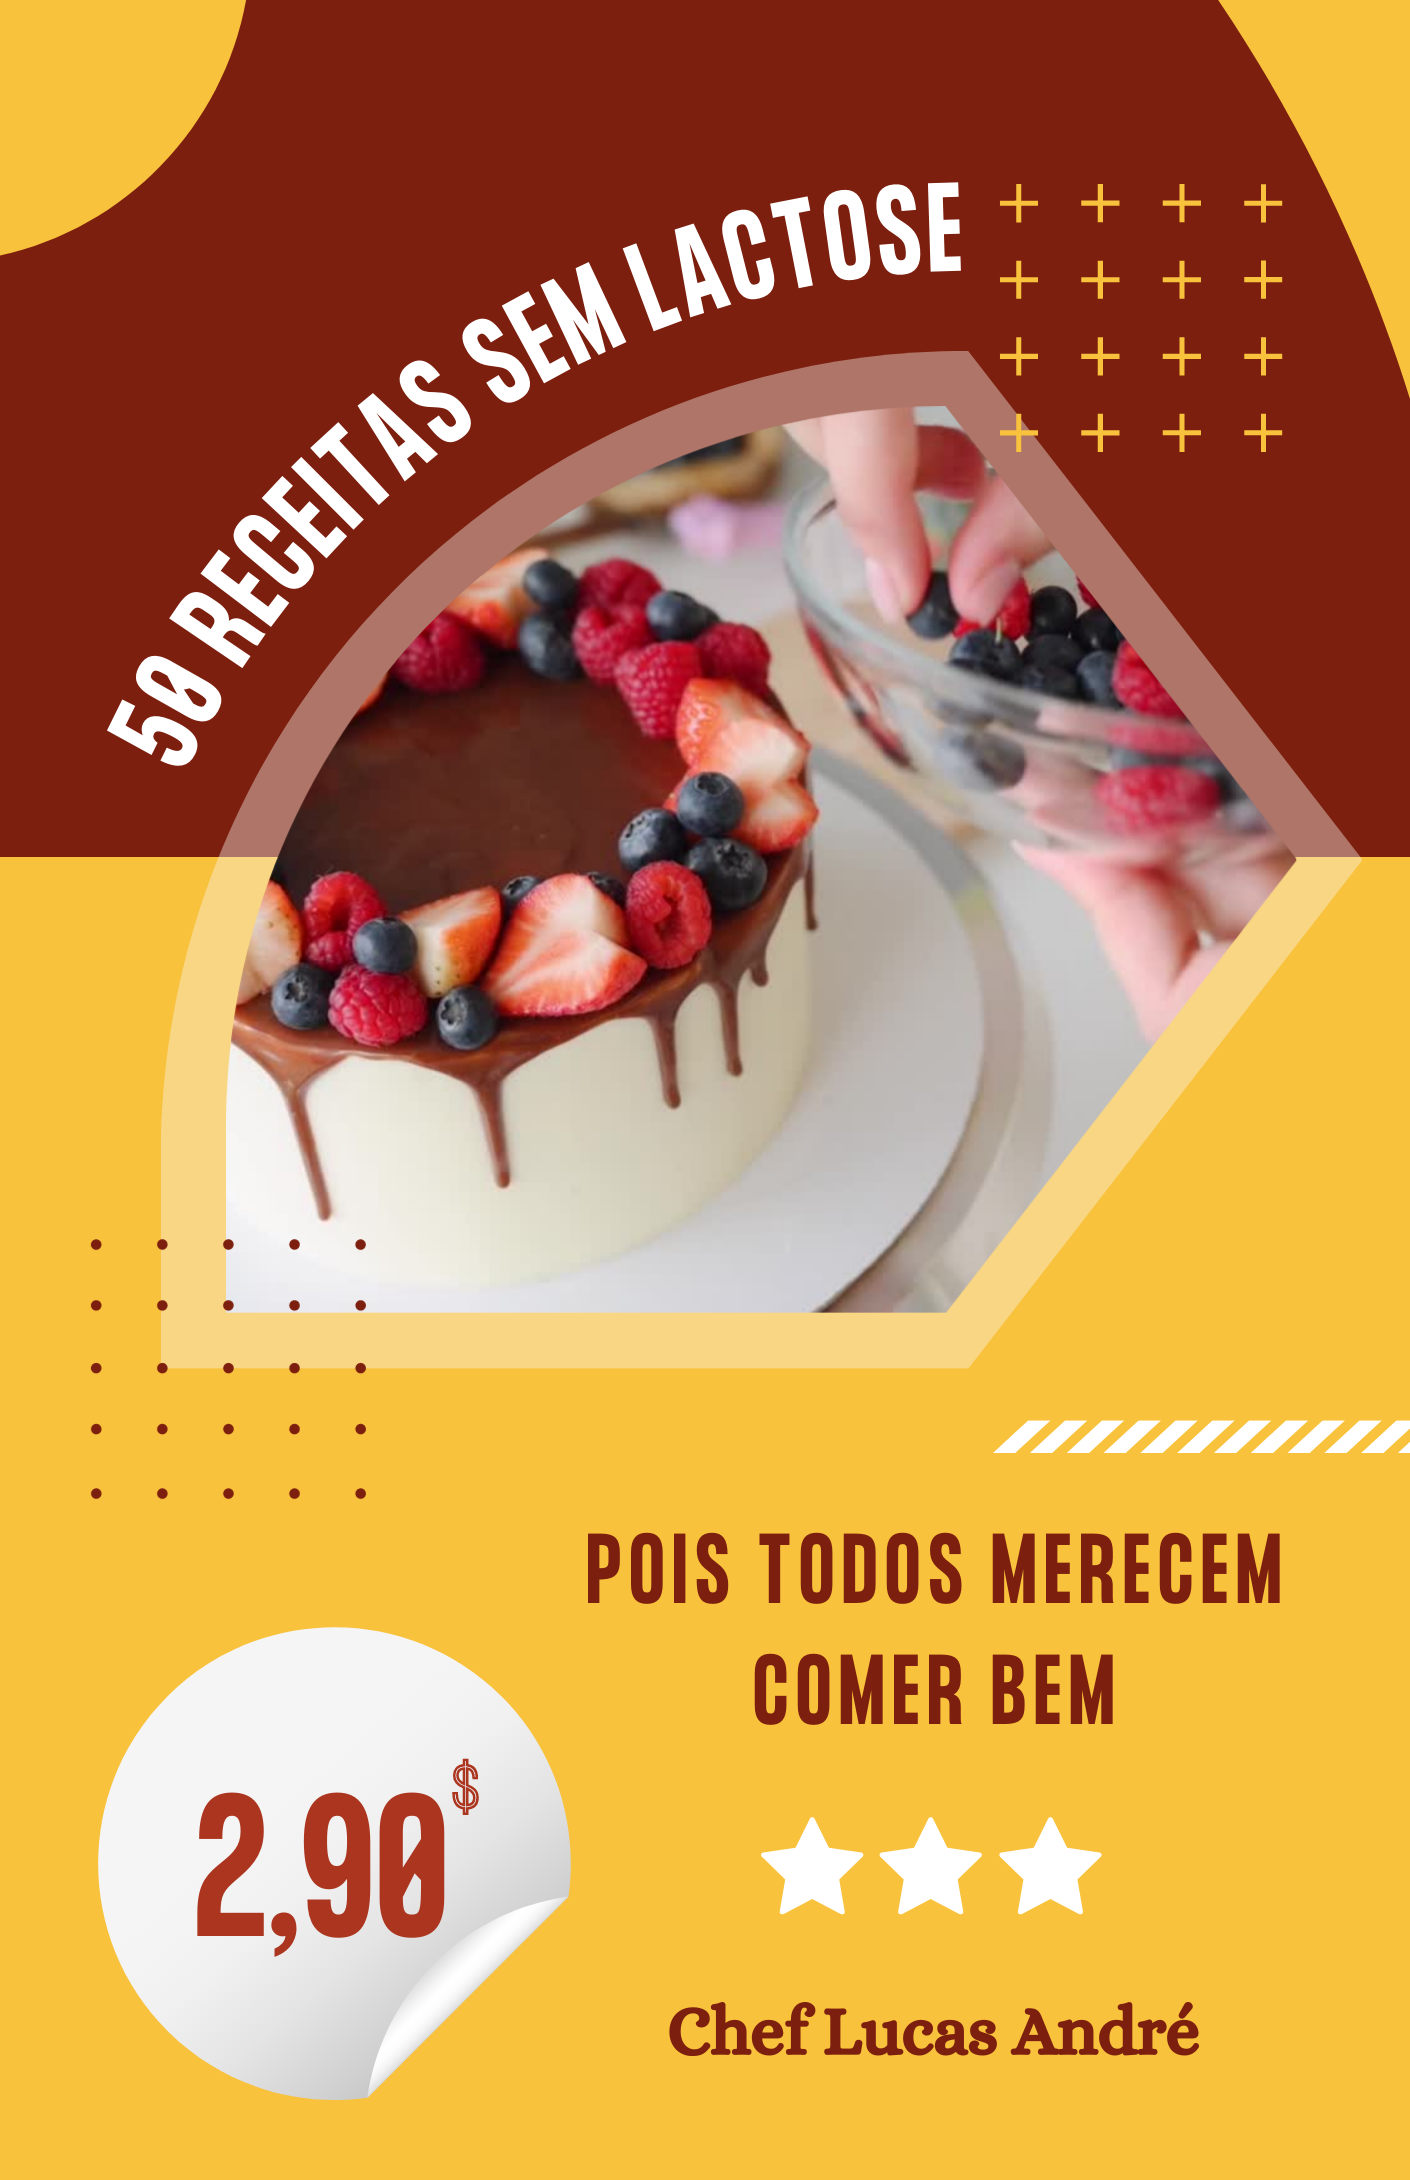 50 RECEITAS SEM LACTOSE
POIS TODOS MERECEM
COMER BEM
2,90$
Chef Lucas André